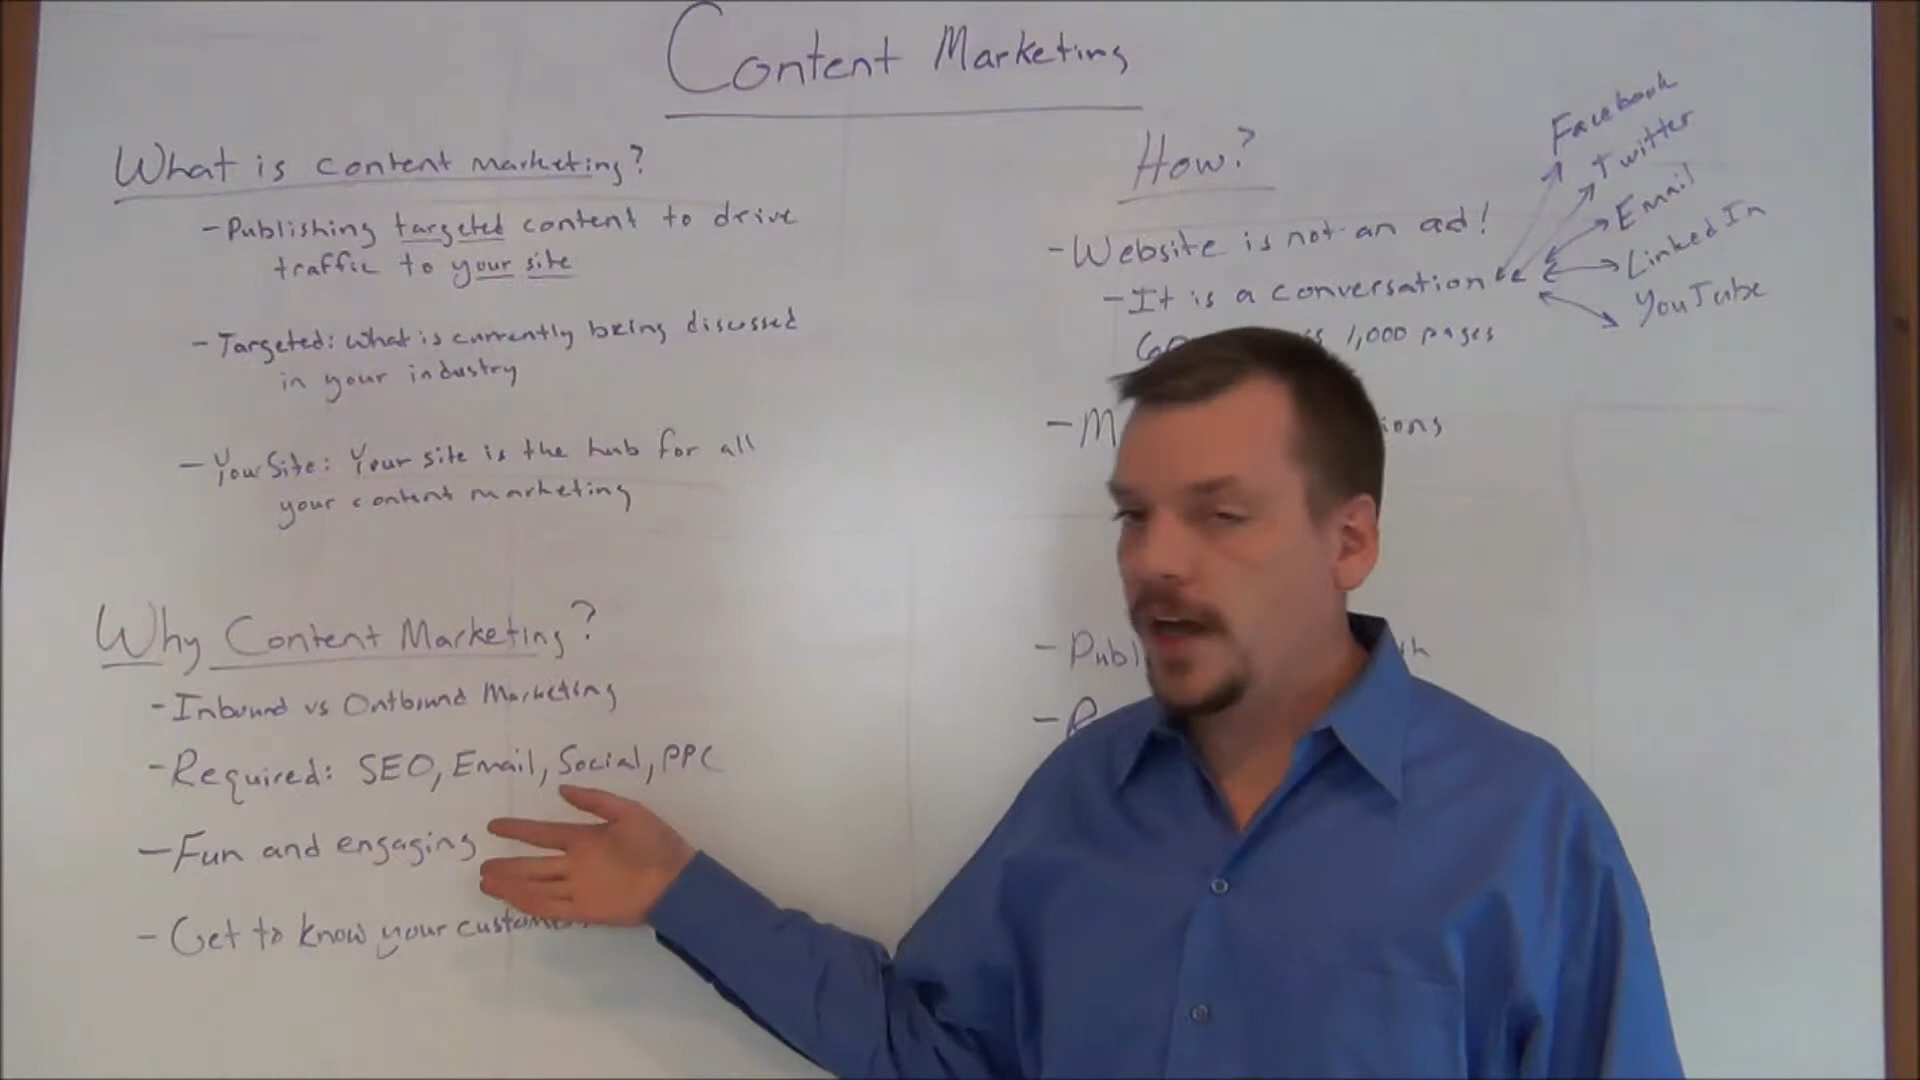 Content Marketing
What is content marketing?
- Publishing targeted content to drive
traffic to your site
- Targeted: What is currently being discussed
in your industry
- Your Site: Your site is the hub for all
your content marketing
Why Content Marketing?
- Inbound vs Outbound Marketing
- Required: SEO, Email, Social, PPC
- Fun and engaging
- Get to know your
How?
- Website is not an ad!
- It is a conversation
1,000 pages
Facebook
Twitter
Email
LinkedIn
YouTube